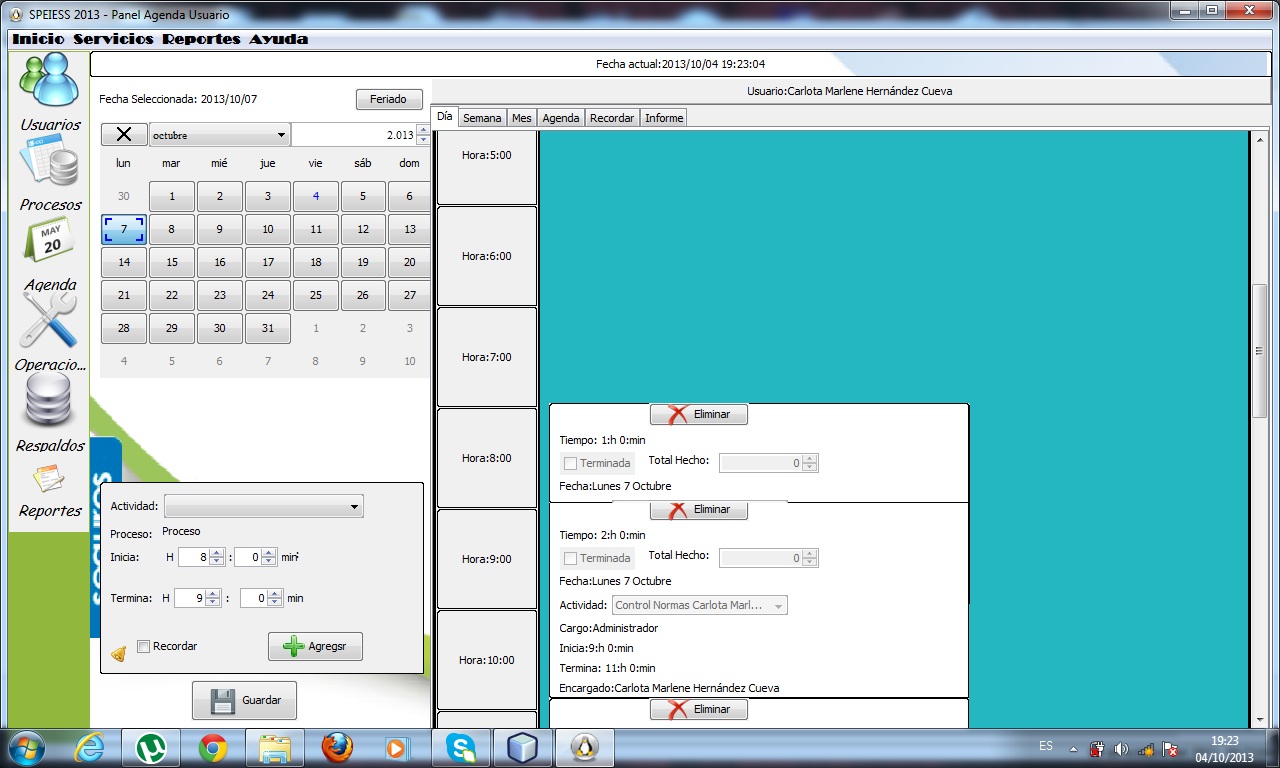 SPEIESS 2013 - Panel Agenda Usuario
Inicio Servicios Reportes Ayuda
Fecha actual:2013/10/04 19:23:04
Usuarios
Procesos
MAY
20
Agenda
Operacio...
Respaldos
Reportes
Fecha Seleccionada: 2013/10/07
Feriado
octubre 2.013
lun mar mié jue vie sáb dom
30 1 2 3 4 5 6
7 8 9 10 11 12 13
14 15 16 17 18 19 20
21 22 23 24 25 26 27
28 29 30 31 1 2 3
4 5 6 7 8 9 10
seguros
Actividad:
Proceso: Proceso
Inicia: H 8 : 0 min
Termina: H 9 : 0 min
Recordar
Agregsr
Guardar
Usuario:Carlota Marlene Hernández Cueva
Día Semana Mes Agenda Recordar Informe
Hora:5:00
Hora:6:00
Hora:7:00
Hora:8:00
Hora:9:00
Hora:10:00
Eliminar
Tiempo: 1:h 0:min
Terminada Total Hecho: 0
Fecha:Lunes 7 Octubre
Eliminar
Tiempo: 2:h 0:min
Terminada Total Hecho: 0
Fecha:Lunes 7 Octubre
Actividad: Control Normas Carlota Marl...
Cargo:Administrador
Inicia:9:h 0:min
Termina: 11:h 0:min
Encargado:Carlota Marlene Hernández Cueva
Eliminar
ES
19:23
04/10/2013